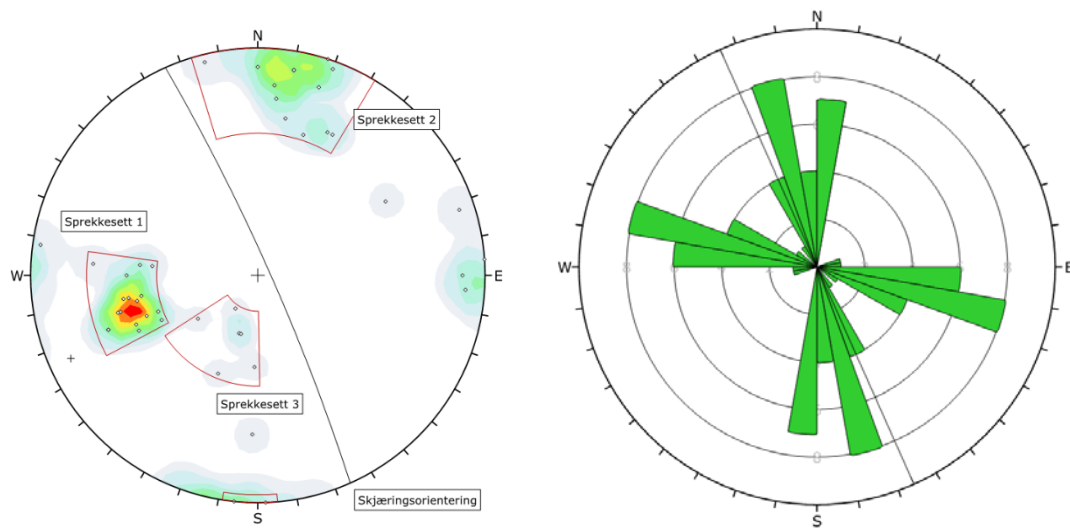 N
Sprekkesett 2
Sprekkesett 1
W
E
Sprekkesett 3
Skjæringsorientering
S
N
W
E
S